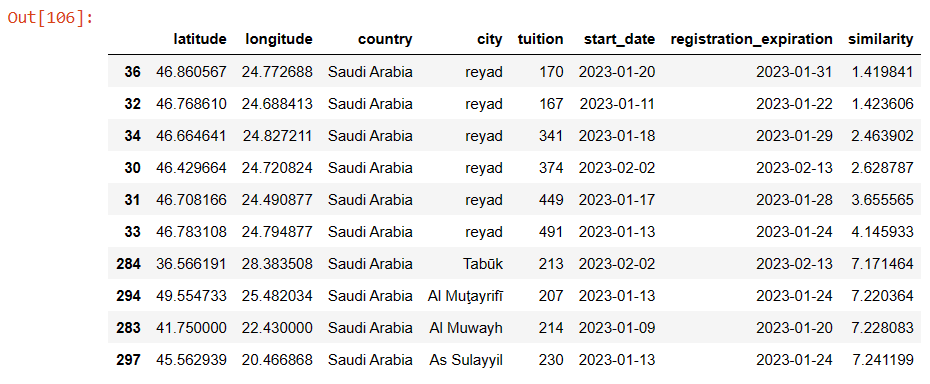 Out[106]:
latitude longitude country city tuition start_date registration_expiration similarity
36 46.860567 24.772688 Saudi Arabia reyad 170 2023-01-20 2023-01-31 1.419841
32 46.768610 24.688413 Saudi Arabia reyad 167 2023-01-11 2023-01-22 1.423606
34 46.664641 24.827211 Saudi Arabia reyad 341 2023-01-18 2023-01-29 2.463902
30 46.429664 24.720824 Saudi Arabia reyad 374 2023-02-02 2023-02-13 2.628787
31 46.708166 24.490877 Saudi Arabia reyad 449 2023-01-17 2023-01-28 3.655565
33 46.783108 24.794877 Saudi Arabia reyad 491 2023-01-13 2023-01-24 4.145933
284 36.566191 28.383508 Saudi Arabia Tabūk 213 2023-02-02 2023-02-13 7.171464
294 49.554733 25.482034 Saudi Arabia Al Muţayrifī 207 2023-01-13 2023-01-24 7.220364
283 41.750000 22.430000 Saudi Arabia Al Muwayh 214 2023-01-09 2023-01-20 7.228083
297 45.562939 20.466868 Saudi Arabia As Sulayyil 230 2023-01-13 2023-01-24 7.241199